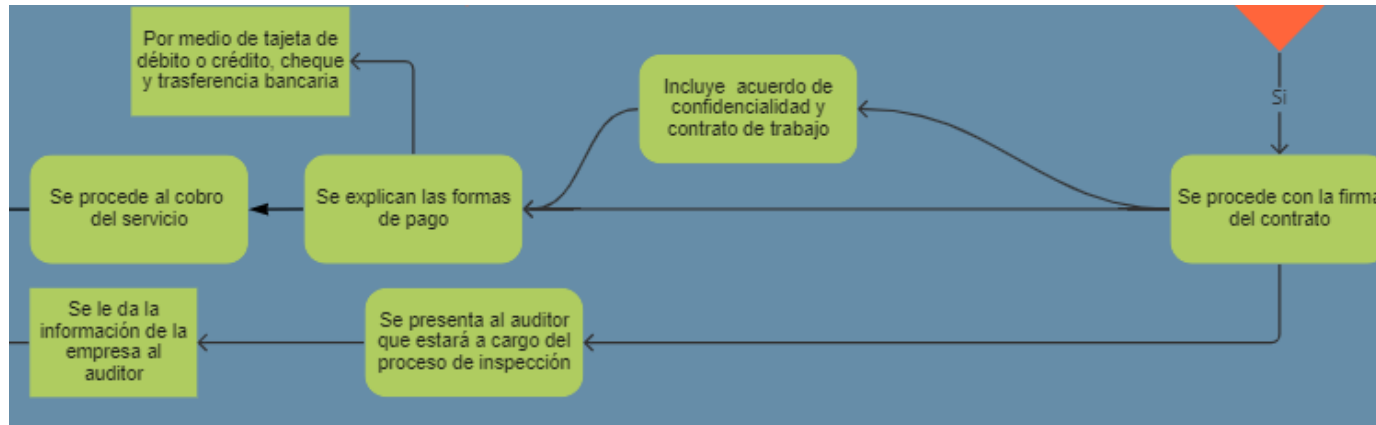 Por medio de tajeta de
débito o crédito, cheque
y trasferencia bancaria
Incluye acuerdo de
confidencialidad y
contrato de trabajo
Si
Se procede al cobro
del servicio
Se explican las formas
de pago
Se procede con la firma
del contrato
Se le da la
información de la
empresa al
auditor
Se presenta al auditor
que estará a cargo del
proceso de inspección